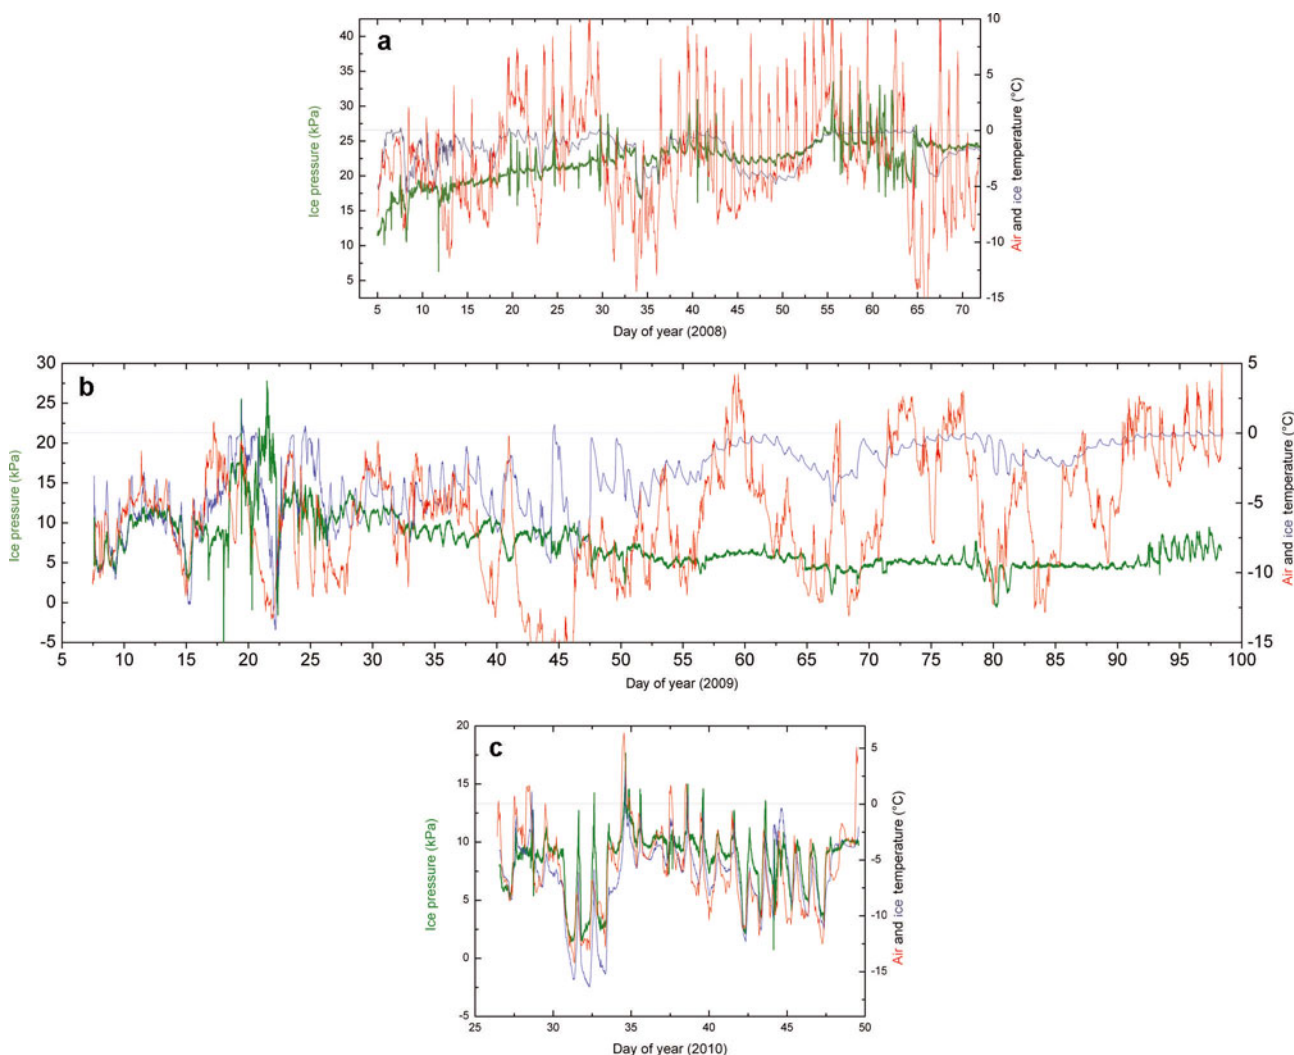 a
40
35
30
25
20
15
10
5
Ice pressure (kPa)
10
5
0
-5
-10
-15
Air and ice temperature (°C)
5 10 15 20 25 30 35 40 45 50 55 60 65 70
Day of year (2008)
b
30
25
20
15
10
5
0
-5
Ice pressure (kPa)
5
0
-5
-10
-15
Air and ice temperature (°C)
5 10 15 20 25 30 35 40 45 50 55 60 65 70 75 80 85 90 95 100
Day of year (2009)
c
20
15
10
5
0
-5
Ice pressure (kPa)
5
0
-5
-10
-15
Air and ice temperature (°C)
25 30 35 40 45 50
Day of year (2010)